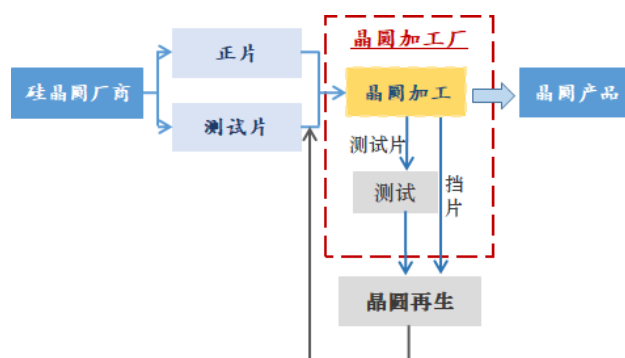 晶圆加工厂
正片
硅晶圆厂商
晶圆加工
晶圆产品
测试片
测试片
测试
挡片
晶圆再生